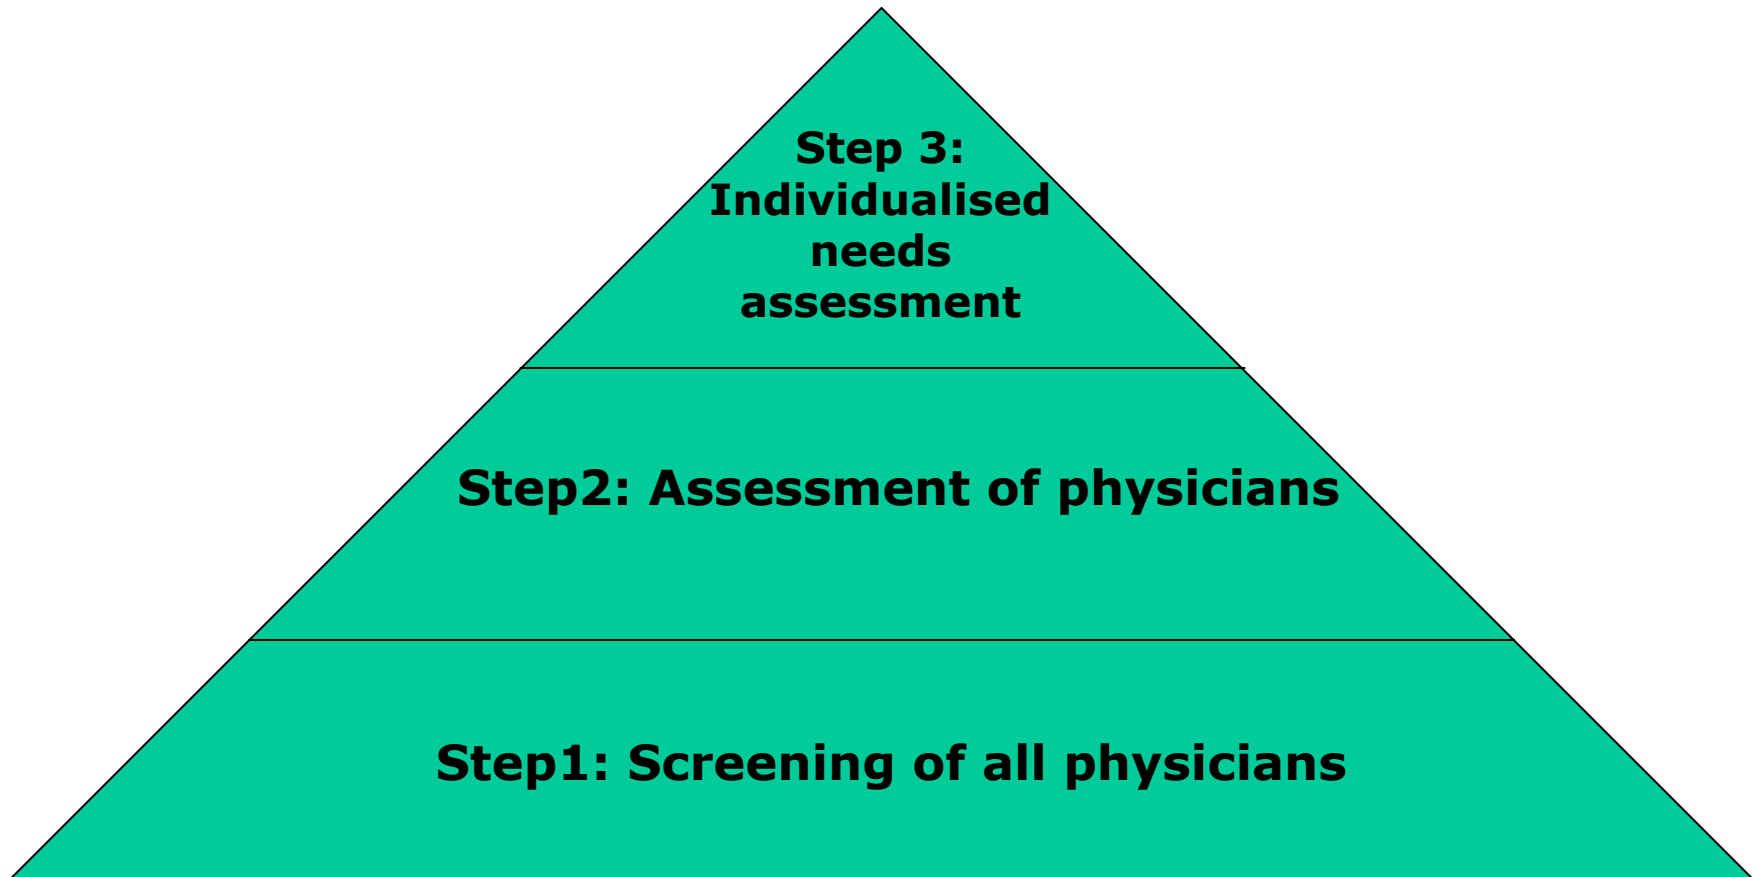 Step 3:
Individualised
needs
assessment
Step2: Assessment of physicians
Step1: Screening of all physicians